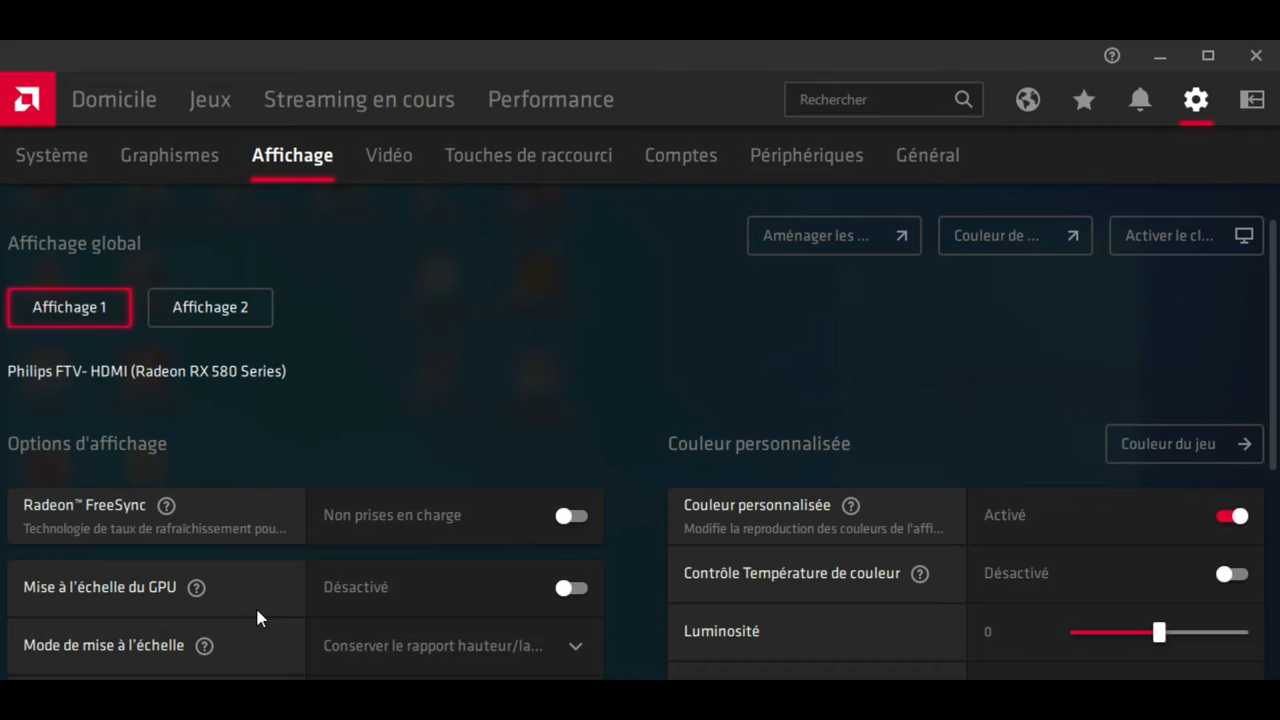 Domicile Jeux Streaming en cours Performance Rechercher
Système Graphismes Affichage Vidéo Touches de raccourci Comptes Périphériques Général
Affichage global Aménager les ... Couleur de ... Activer le cl...
Affichage 1 Affichage 2
Philips FTV- HDMI (Radeon RX 580 Series)
Options d'affichage
Radeon™ FreeSync
Technologie de taux de rafraîchissement pou...
Non prises en charge
Mise à l'échelle du GPU Désactivé
Mode de mise à l'échelle Conserver le rapport hauteur/la...
Couleur personnalisée Couleur du jeu
Couleur personnalisée
Modifie la reproduction des couleurs de l'affi...
Activé
Contrôle Température de couleur Désactivé
Luminosité 0